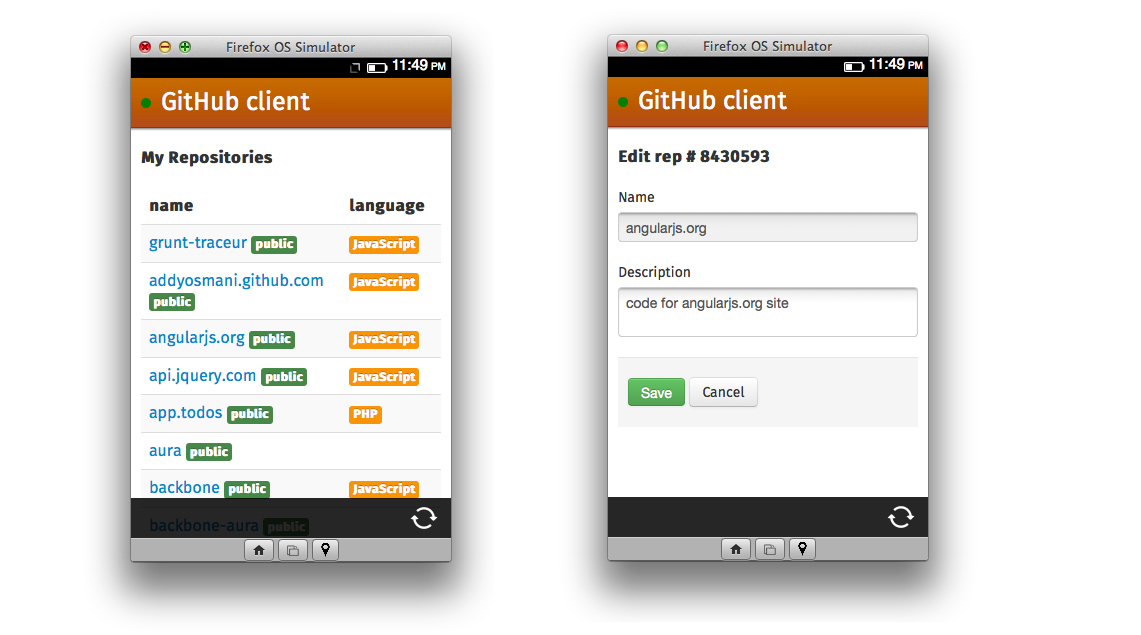 Firefox OS Simulator
11:49 PM
GitHub client
My Repositories
name language
grunt-traceur public JavaScript
addyosmani.github.com JavaScript
public
angularjs.org public JavaScript
api.jquery.com public JavaScript
app.todos public PHP
aura public
backbone public JavaScript
backbone-aura public
Firefox OS Simulator
11:49 PM
GitHub client
Edit rep # 8430593
Name
angularjs.org
Description
code for angularjs.org site
Save Cancel